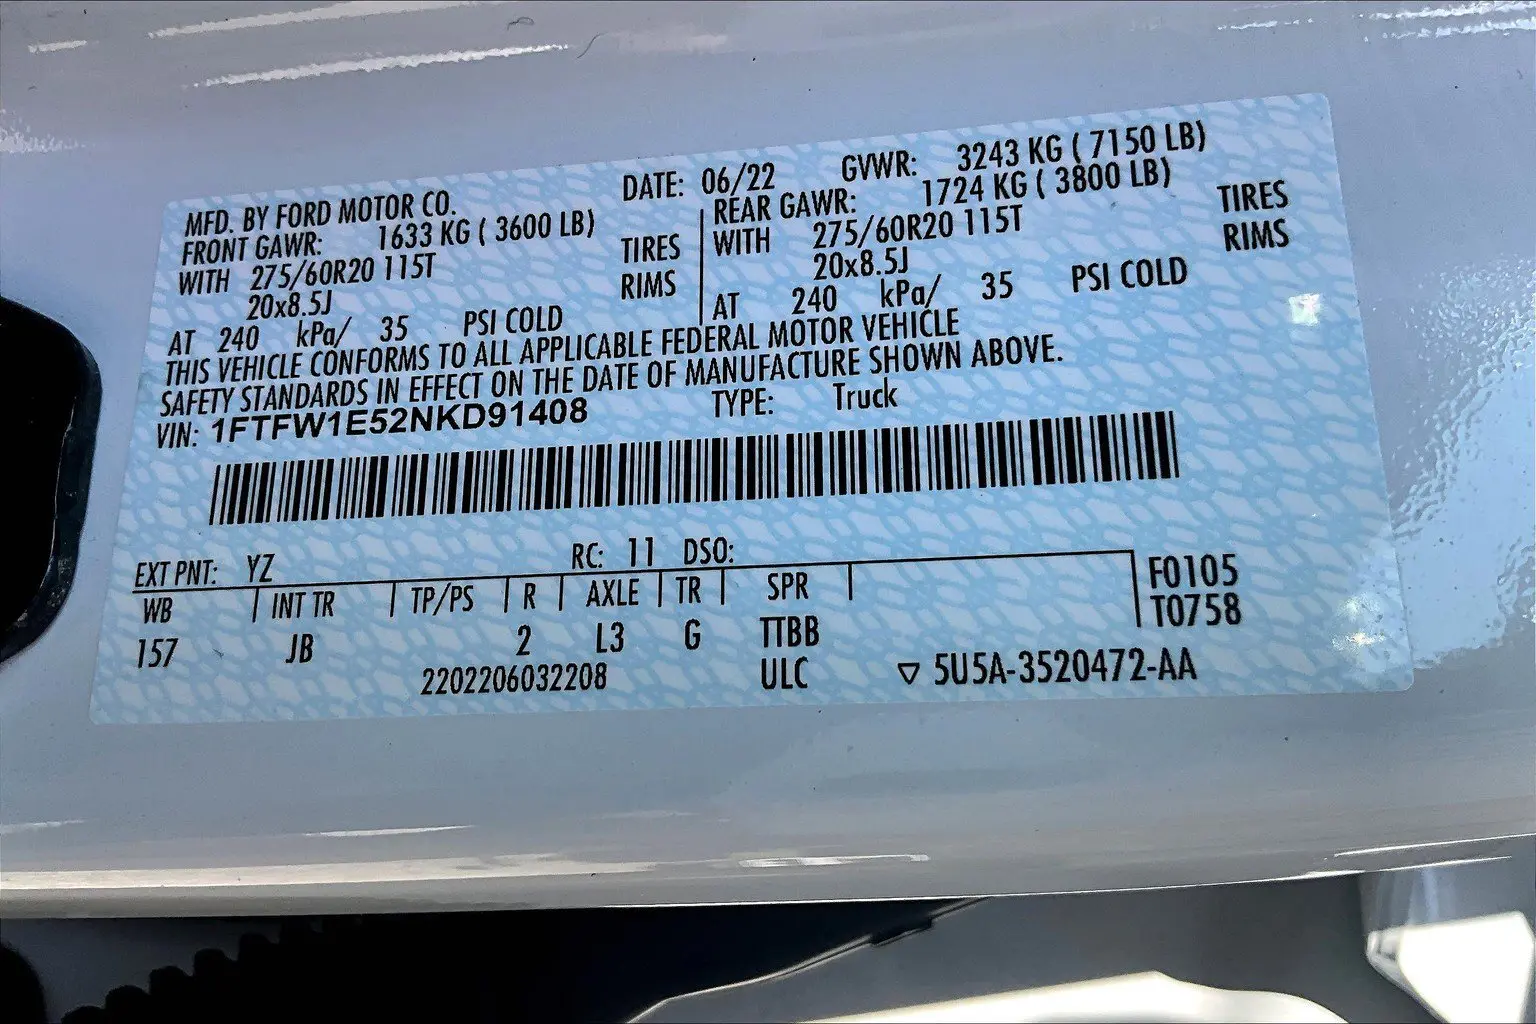 MFD. BY FORD MOTOR CO. DATE: 06/22 GVWR: 3243 KG ( 7150 LB)
FRONT GAWR: 1633 KG ( 3600 LB) REAR GAWR: 1724 KG ( 3800 LB)
WITH 275/60R20 115T TIRES WITH 275/60R20 115T TIRES
20x8.5J RIMS 20x8.5J RIMS
AT 240 kPa/ 35 PSI COLD AT 240 kPa/ 35 PSI COLD
THIS VEHICLE CONFORMS TO ALL APPLICABLE FEDERAL MOTOR VEHICLE
SAFETY STANDARDS IN EFFECT ON THE DATE OF MANUFACTURE SHOWN ABOVE.
VIN: 1FTFW1E52NKD91408 TYPE: Truck
EXT PNT: YZ RC: 11 DSO:
WB INT TR TP/PS R AXLE TR SPR F0105
157 JB 2 L3 G TTBB T0758
2202206032208 ULC ▽ 5U5A-3520472-AA